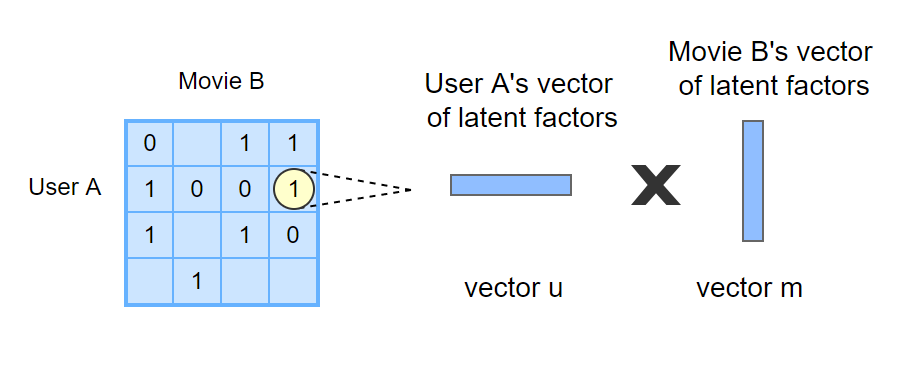 Movie B's vector
of latent factors
User A's vector
of latent factors
Movie B
0 1 1
User A
1 0 0 1
1 1 0
1
vector u
vector m